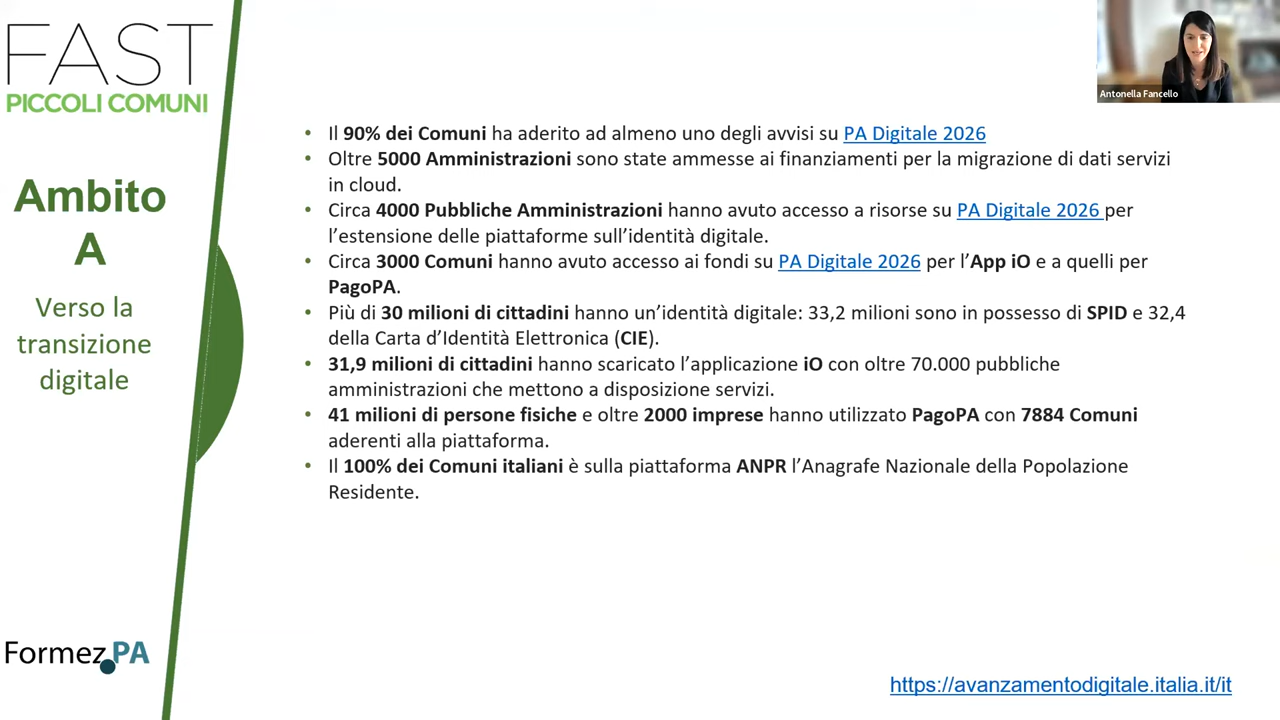 FAST
PICCOLI COMUNI
Ambito
A
Verso la
transizione
digitale
Formez PA
Antonella Fancello
• Il 90% dei Comuni ha aderito ad almeno uno degli avvisi su PA Digitale 2026
• Oltre 5000 Amministrazioni sono state ammesse ai finanziamenti per la migrazione di dati servizi
in cloud.
• Circa 4000 Pubbliche Amministrazioni hanno avuto accesso a risorse su PA Digitale 2026 per
l’estensione delle piattaforme sull’identità digitale.
• Circa 3000 Comuni hanno avuto accesso ai fondi su PA Digitale 2026 per l’App iO e a quelli per
PagoPA.
• Più di 30 milioni di cittadini hanno un’identità digitale: 33,2 milioni sono in possesso di SPID e 32,4
della Carta d’Identità Elettronica (CIE).
• 31,9 milioni di cittadini hanno scaricato l’applicazione iO con oltre 70.000 pubbliche
amministrazioni che mettono a disposizione servizi.
• 41 milioni di persone fisiche e oltre 2000 imprese hanno utilizzato PagoPA con 7884 Comuni
aderenti alla piattaforma.
• Il 100% dei Comuni italiani è sulla piattaforma ANPR l’Anagrafe Nazionale della Popolazione
Residente.
https://avanzamentodigitale.italia.it/it